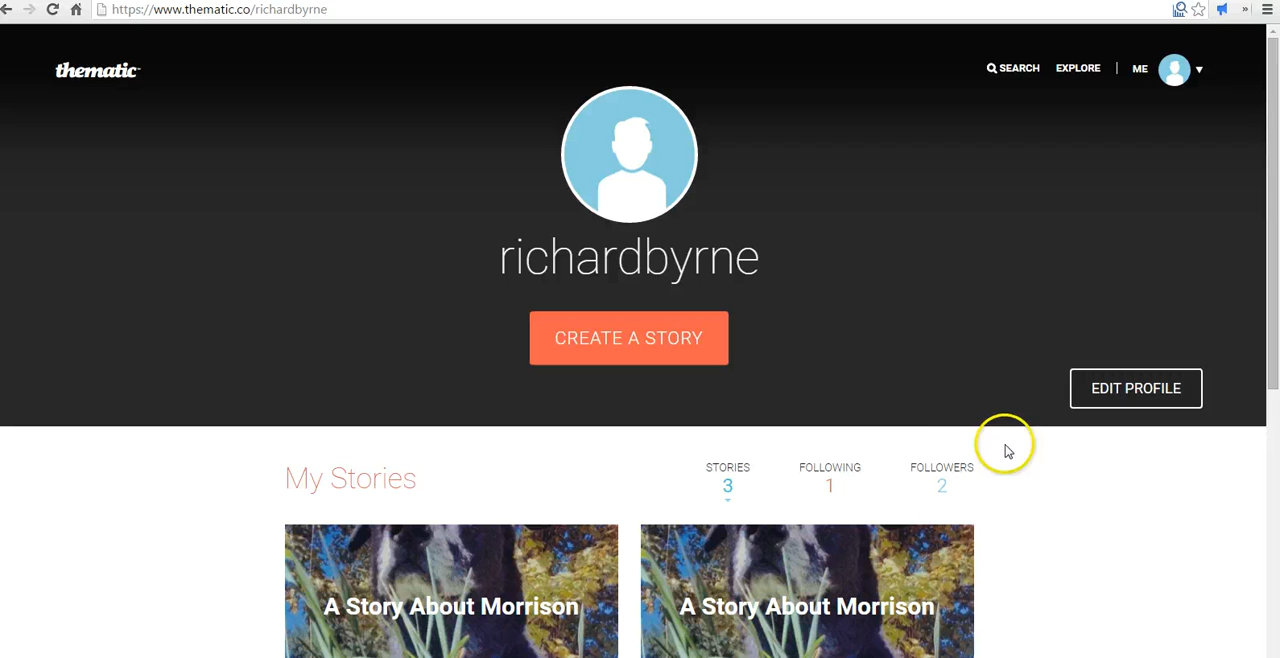 https://www.thematic.co/richardbyrne
thematic
SEARCH EXPLORE | ME
richardbyrne
CREATE A STORY
EDIT PROFILE
My Stories
STORIES FOLLOWING FOLLOWERS
3 1 2
A Story About Morrison A Story About Morrison